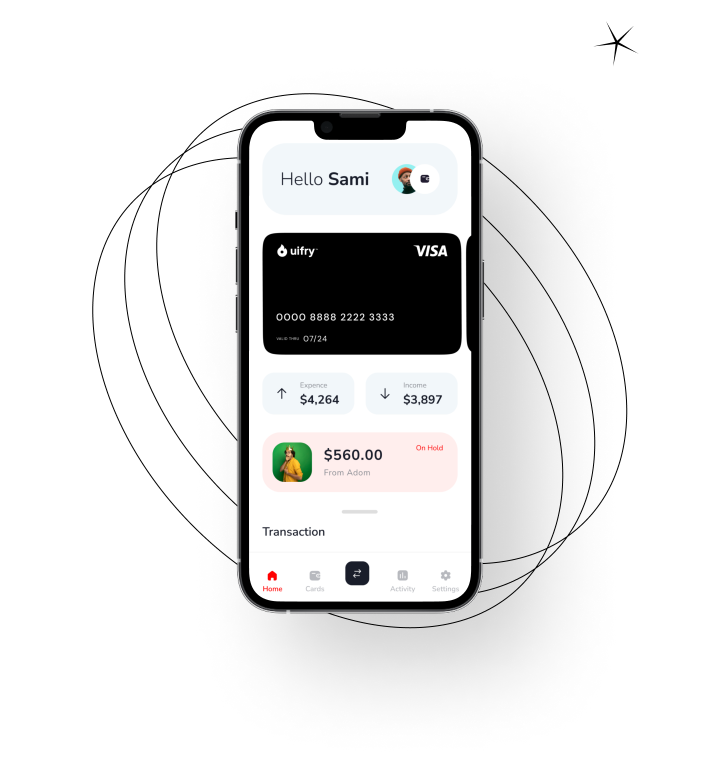 Hello Sami
uifry
VISA
0000 8888 2222 3333
VALID THRU 07/24
Expence
$4,264
Income
$3,897
$560.00
On Hold
From Adom
Transaction
Home
Cards
Activity
Settings